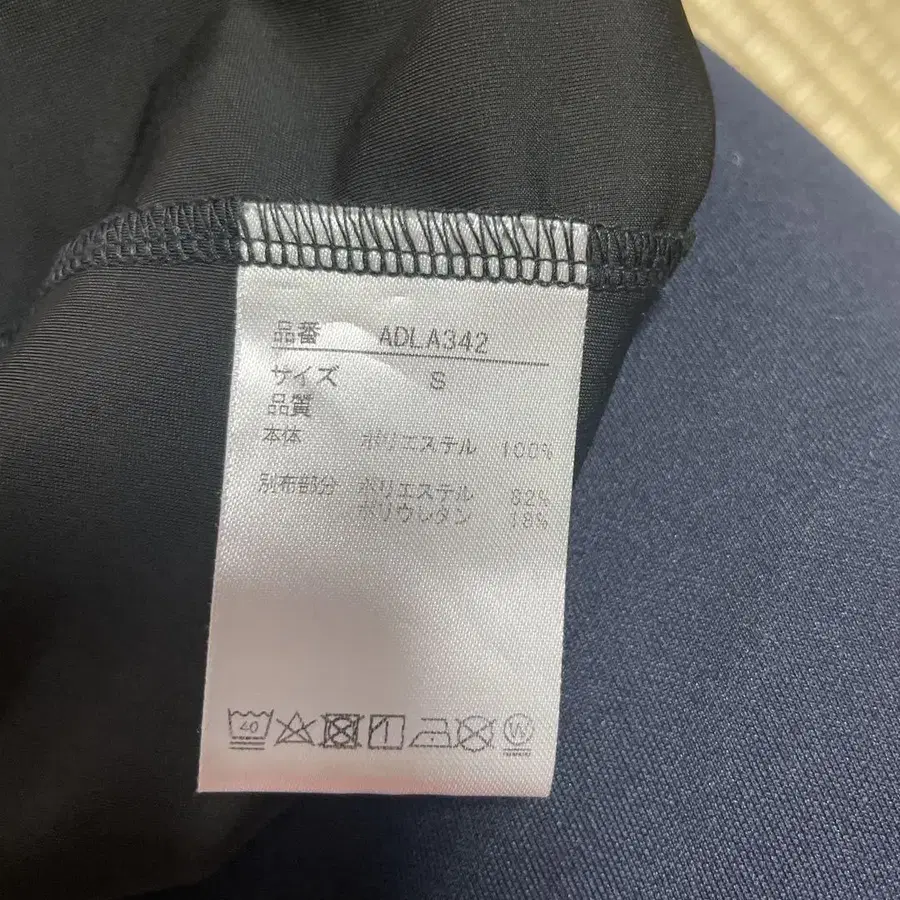 品番 ADLA342
サイズ S
品質
本体 ポリエステル 100%
別布部分 ポリエステル 82%
ポリウレタン 18%
40
W